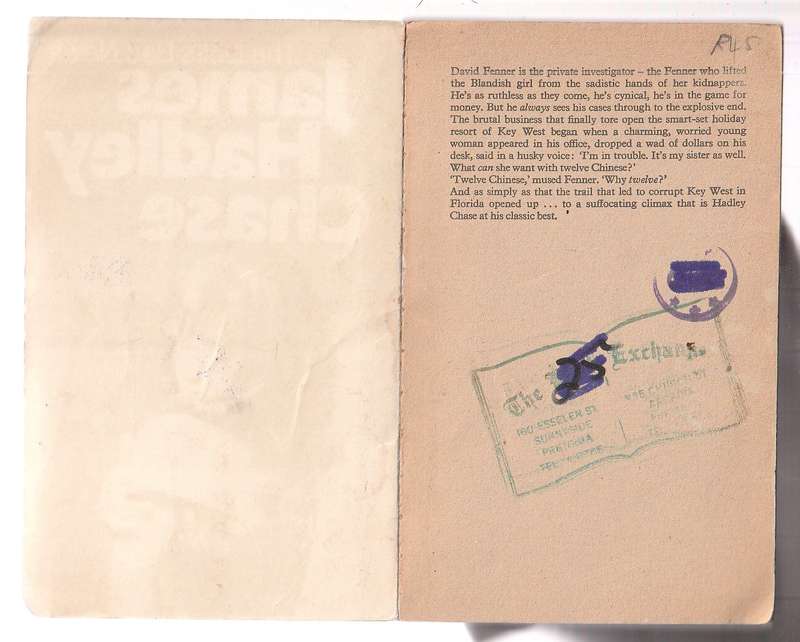 James
Hadley
Chase
R45
David Fenner is the private investigator – the Fenner who lifted
the Blandish girl from the sadistic hands of her kidnappers.
He's as ruthless as they come, he's cynical, he's in the game for
money. But he always sees his cases through to the explosive end.
The brutal business that finally tore open the smart-set holiday
resort of Key West began when a charming, worried young
woman appeared in his office, dropped a wad of dollars on his
desk, said in a husky voice: 'I'm in trouble. It's my sister as well.
What can she want with twelve Chinese?'
'Twelve Chinese,' mused Fenner. 'Why twelve?'
And as simply as that the trail that led to corrupt Key West in
Florida opened up . . . to a suffocating climax that is Hadley
Chase at his classic best.
25
The Exchange
ESSELEN ST
SUNNYSIDE
PRETORIA